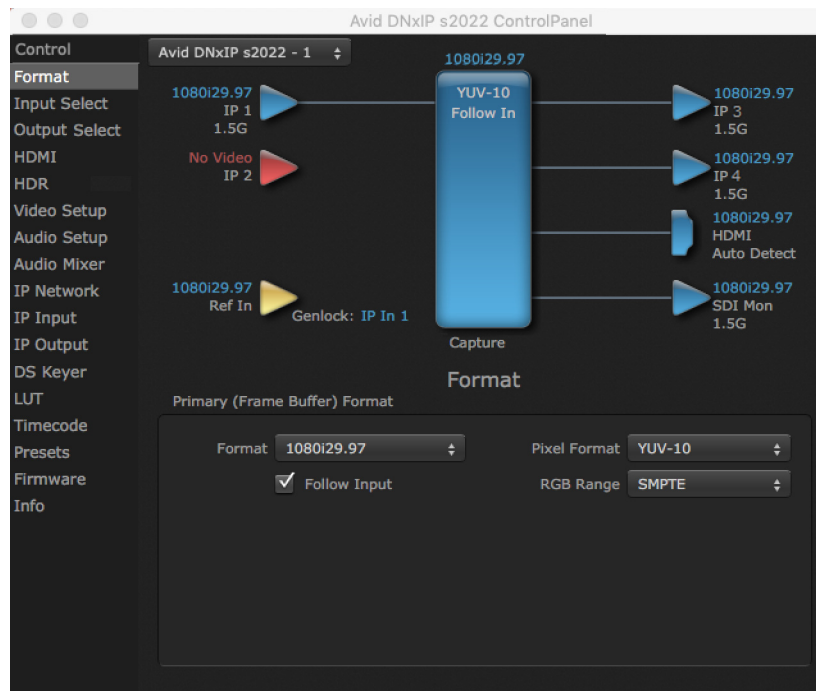 Avid DNxIP s2022 ControlPanel
Control
Format
Input Select
Output Select
HDMI
HDR
Video Setup
Audio Setup
Audio Mixer
IP Network
IP Input
IP Output
DS Keyer
LUT
Timecode
Presets
Firmware
Info
Avid DNxIP s2022 - 1
1080i29.97
IP 1
1.5G
No Video
IP 2
1080i29.97
Ref In
Genlock: IP In 1
1080i29.97
YUV-10
Follow In
Capture
1080i29.97
IP 3
1.5G
1080i29.97
IP 4
1.5G
1080i29.97
HDMI
Auto Detect
1080i29.97
SDI Mon
1.5G
Format
Primary (Frame Buffer) Format
Format 1080i29.97
Follow Input
Pixel Format YUV-10
RGB Range SMPTE